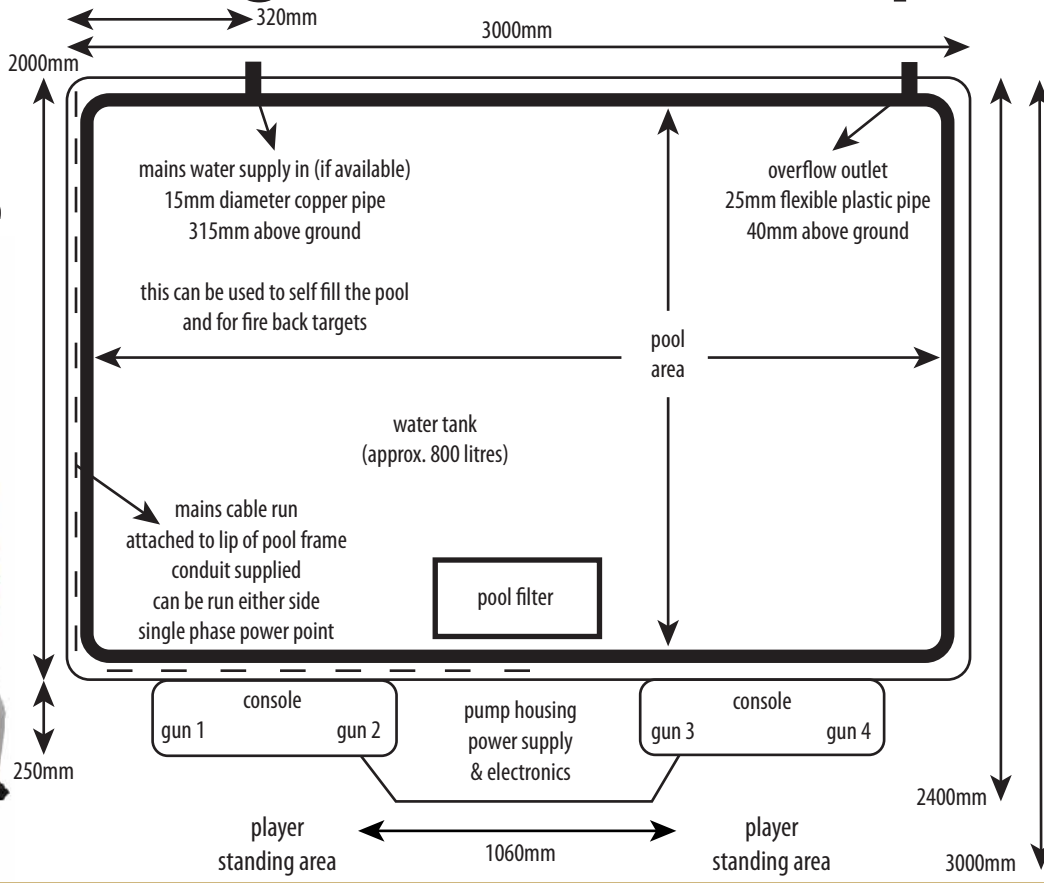 320mm
3000mm
2000mm
mains water supply in (if available)
15mm diameter copper pipe
315mm above ground
overflow outlet
25mm flexible plastic pipe
40mm above ground
this can be used to self fill the pool
and for fire back targets
pool
area
water tank
(approx. 800 litres)
mains cable run
attached to lip of pool frame
conduit supplied
can be run either side
single phase power point
pool filter
console
gun 1
gun 2
pump housing
power supply
& electronics
console
gun 3
gun 4
250mm
2400mm
player
standing area
1060mm
player
standing area
3000mm